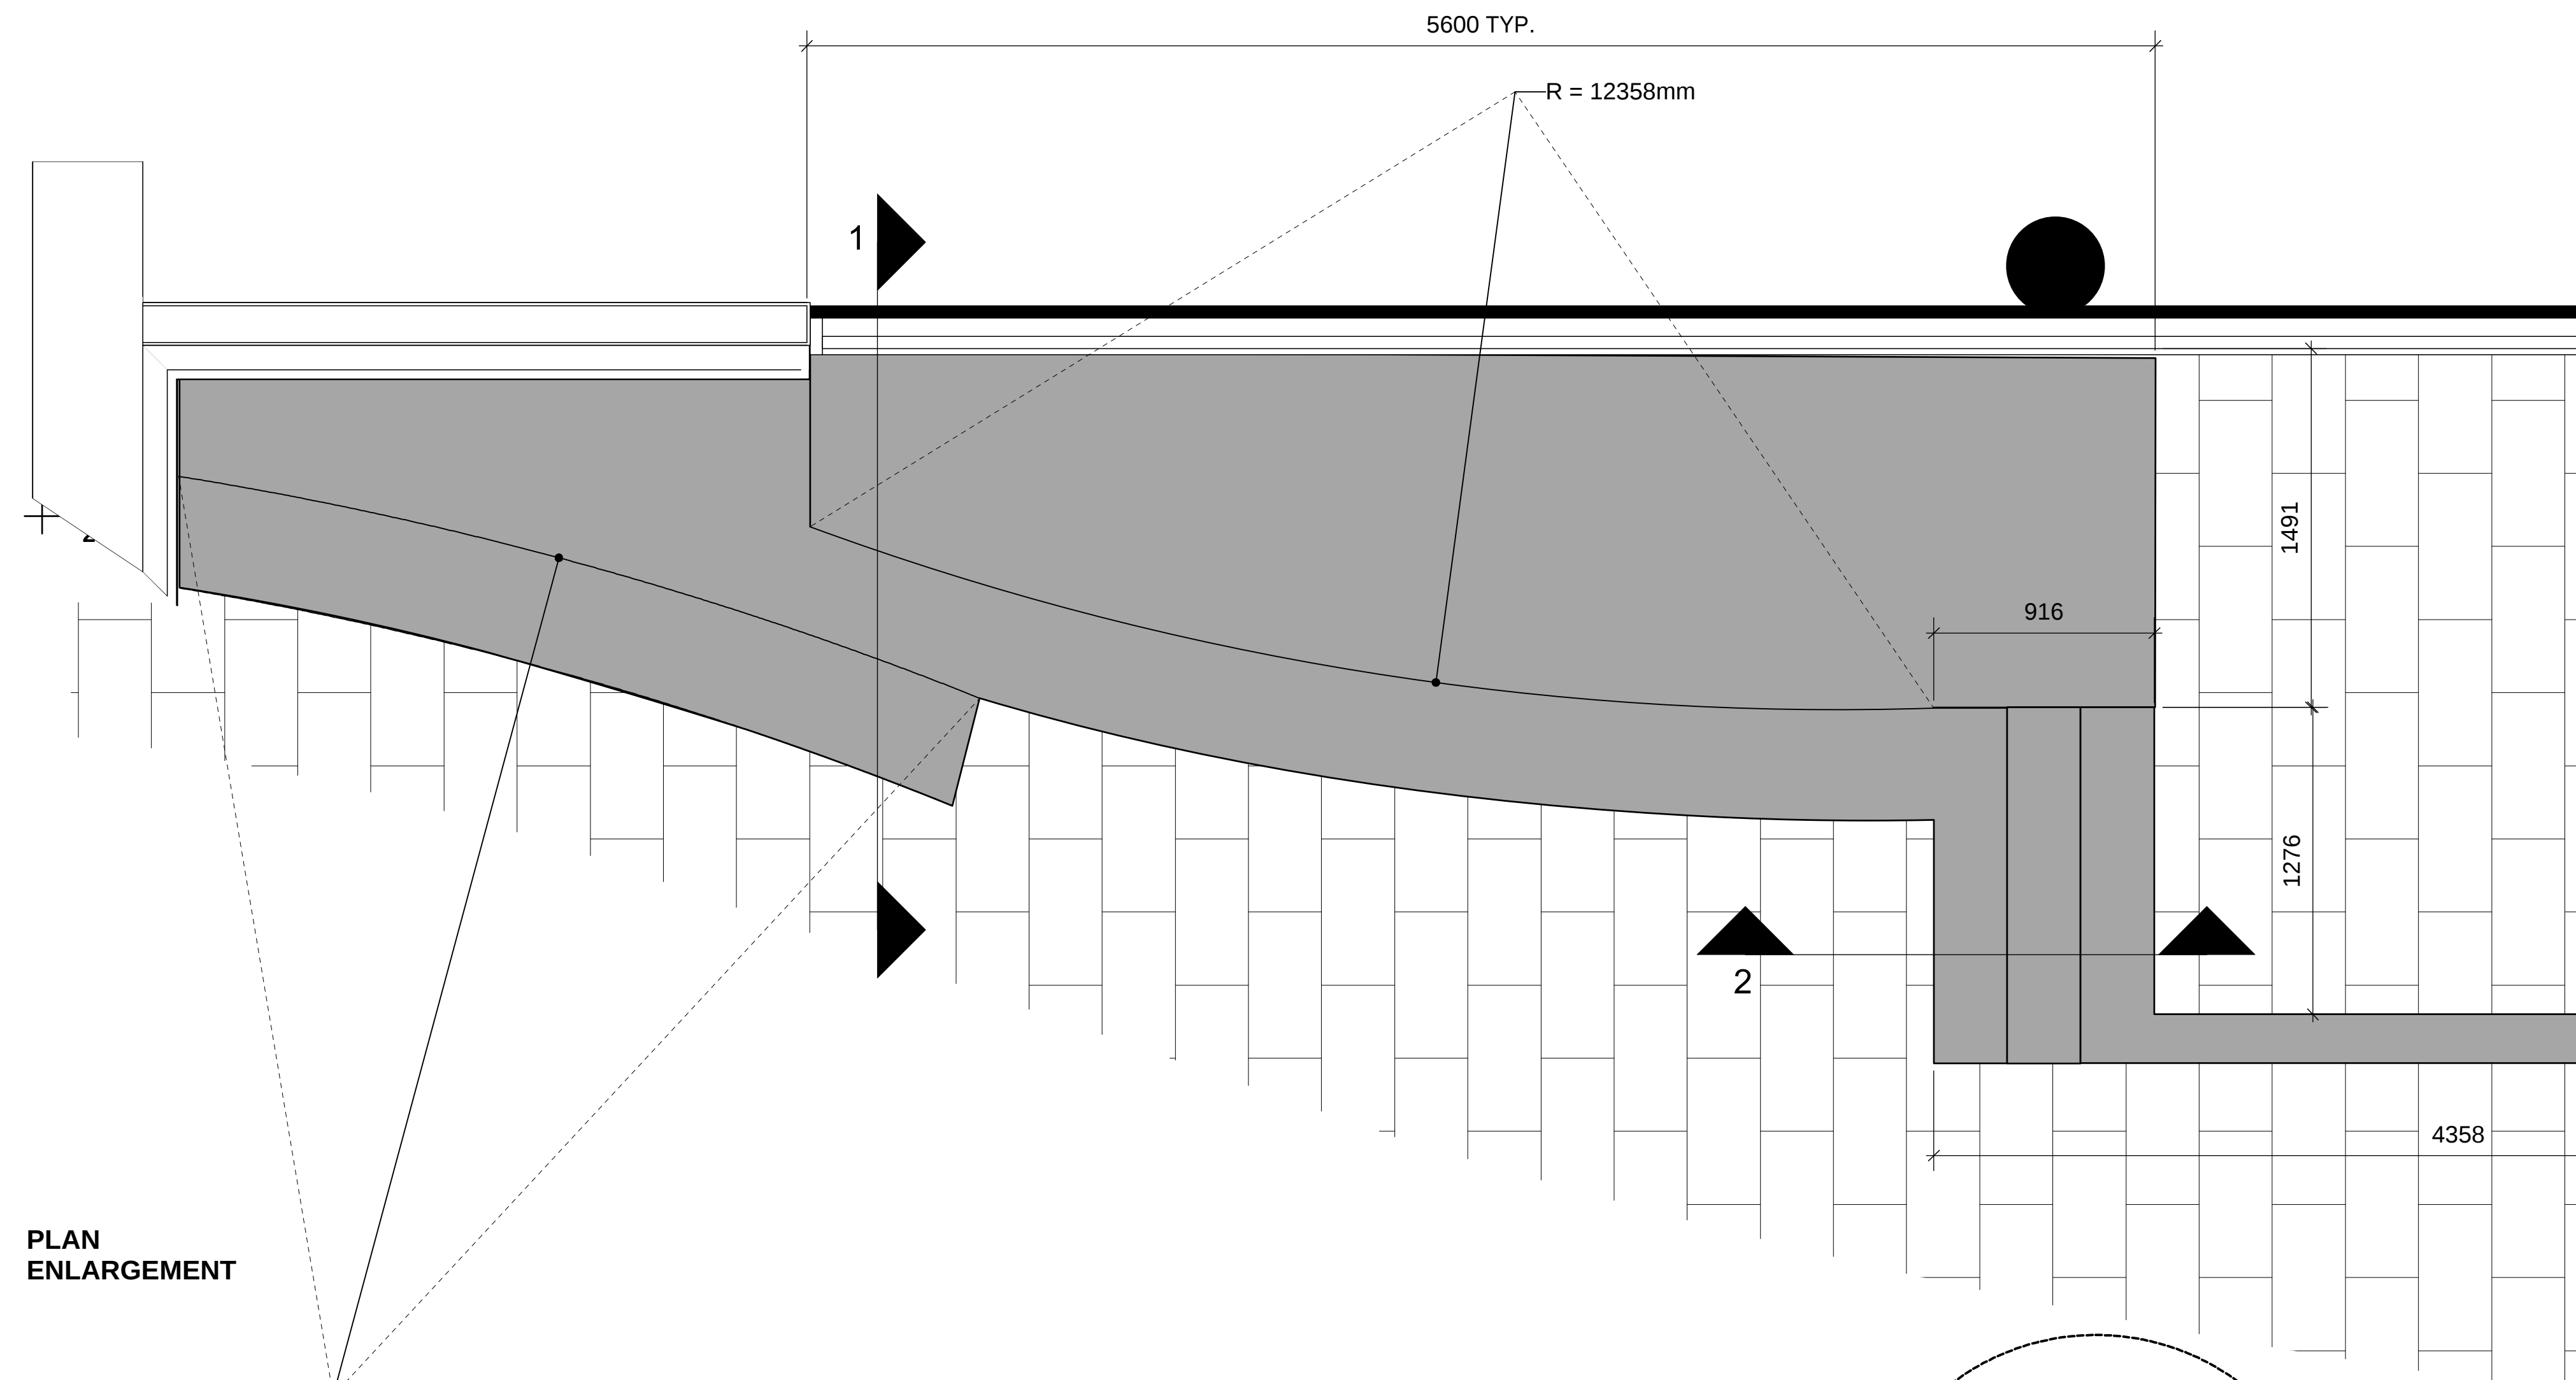 5600 TYP.
R = 12358mm
1
916
1491
1276
2
4358
PLAN
ENLARGEMENT